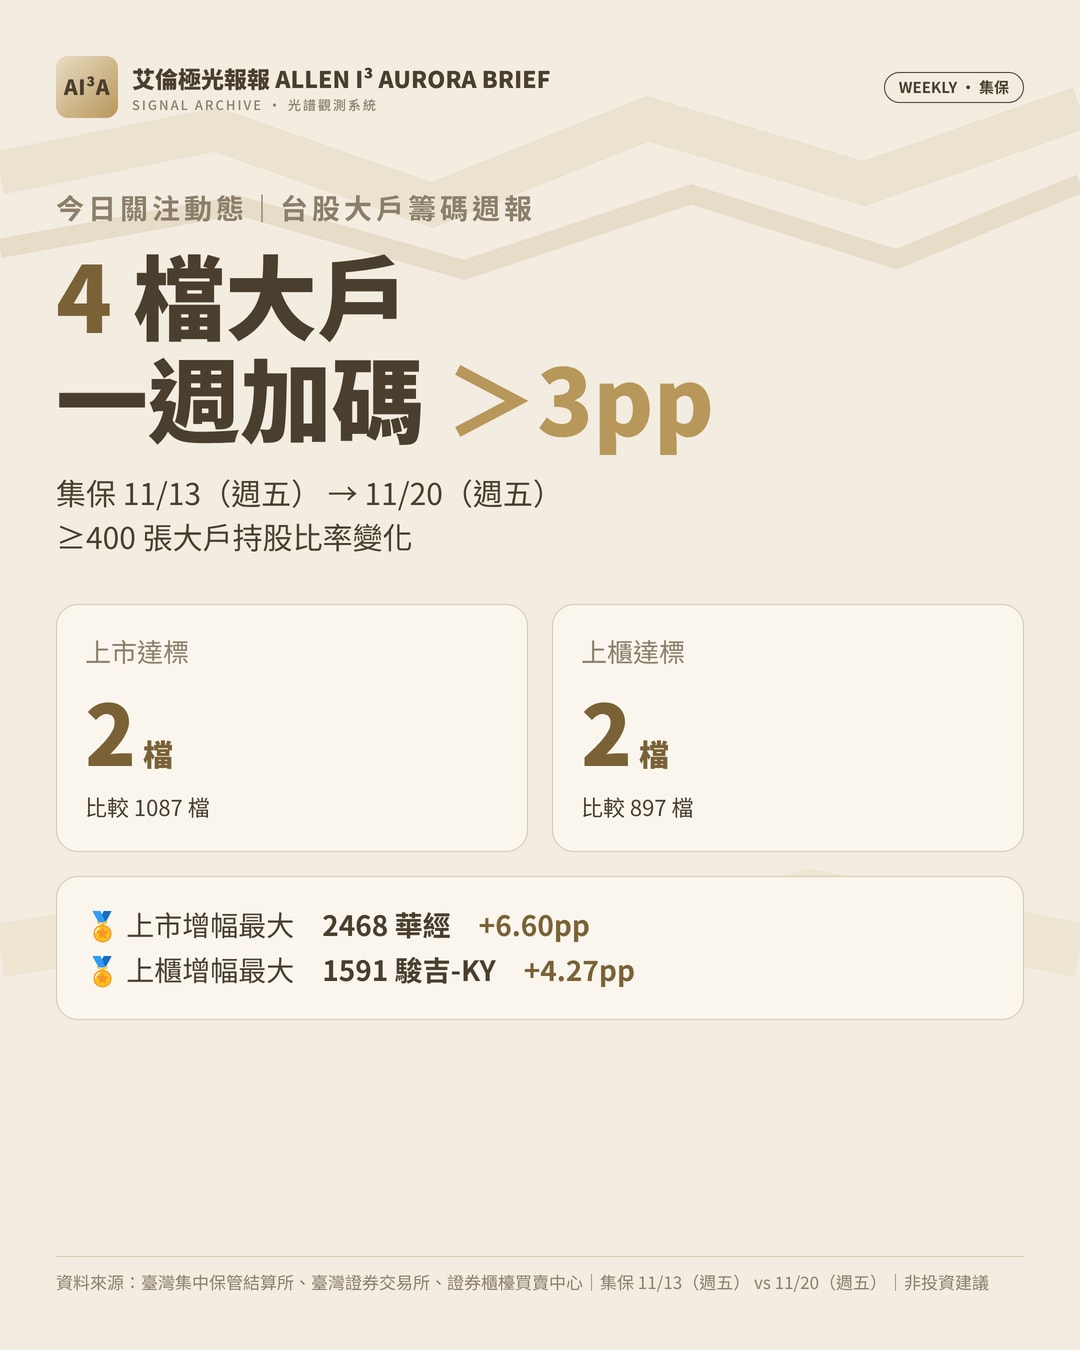 AI³A
艾倫極光報報 ALLEN I³ AURORA BRIEF
SIGNAL ARCHIVE · 光譜觀測系統
WEEKLY · 集保
今日關注動態｜台股大戶籌碼週報
4 檔大戶
一週加碼 ＞3pp
集保 11/13（週五） → 11/20（週五）
≥400 張大戶持股比率變化
上市達標
2 檔
比較 1087 檔
上櫃達標
2 檔
比較 897 檔
🏅 上市增幅最大 2468 華經 +6.60pp
🏅 上櫃增幅最大 1591 駿吉-KY +4.27pp
資料來源：臺灣集中保管結算所、臺灣證券交易所、證券櫃檯買賣中心｜集保 11/13（週五） vs 11/20（週五）｜非投資建議